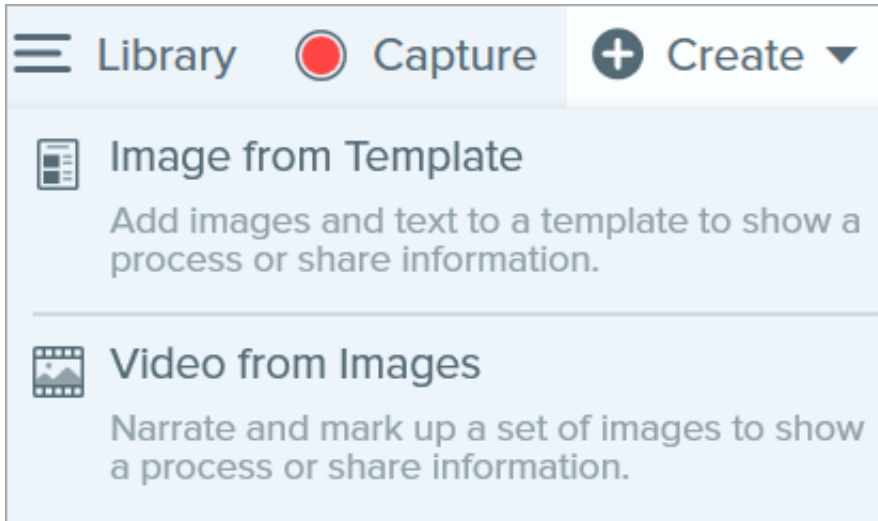 Library Capture Create
Image from Template
Add images and text to a template to show a
process or share information.
Video from Images
Narrate and mark up a set of images to show
a process or share information.